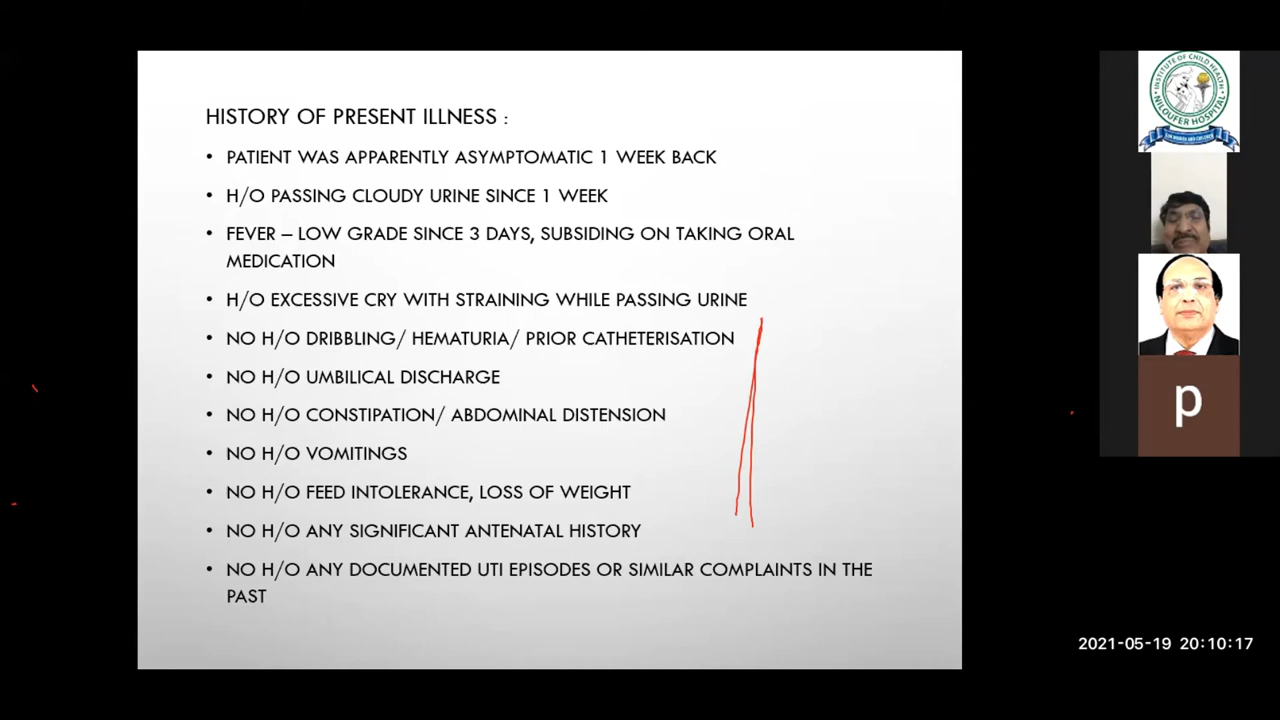 HISTORY OF PRESENT ILLNESS :
• PATIENT WAS APPARENTLY ASYMPTOMATIC 1 WEEK BACK
• H/O PASSING CLOUDY URINE SINCE 1 WEEK
• FEVER – LOW GRADE SINCE 3 DAYS, SUBSIDING ON TAKING ORAL
MEDICATION
• H/O EXCESSIVE CRY WITH STRAINING WHILE PASSING URINE
• NO H/O DRIBBLING/ HEMATURIA/ PRIOR CATHETERISATION
• NO H/O UMBILICAL DISCHARGE
• NO H/O CONSTIPATION/ ABDOMINAL DISTENSION
• NO H/O VOMITINGS
• NO H/O FEED INTOLERANCE, LOSS OF WEIGHT
• NO H/O ANY SIGNIFICANT ANTENATAL HISTORY
• NO H/O ANY DOCUMENTED UTI EPISODES OR SIMILAR COMPLAINTS IN THE
PAST
INSTITUTE OF CHILD HEALTH
NILOUFER HOSPITAL
p
2021-05-19 20:10:17